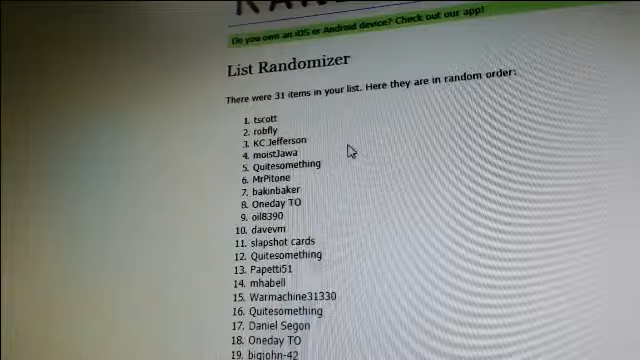 Do you own an iOS or Android device? Check out our app!
List Randomizer
There were 31 items in your list. Here they are in random order:
1. tscott
2. robfly
3. KC Jefferson
4. moistJawa
5. Quitesomething
6. MrPitone
7. bakinbaker
8. Oneday TO
9. oil8390
10. davevm
11. slapshot cards
12. Quitesomething
13. Papetti51
14. mhabell
15. Warmachine31330
16. Quitesomething
17. Daniel Segon
18. Oneday TO
19. bigjohn-42